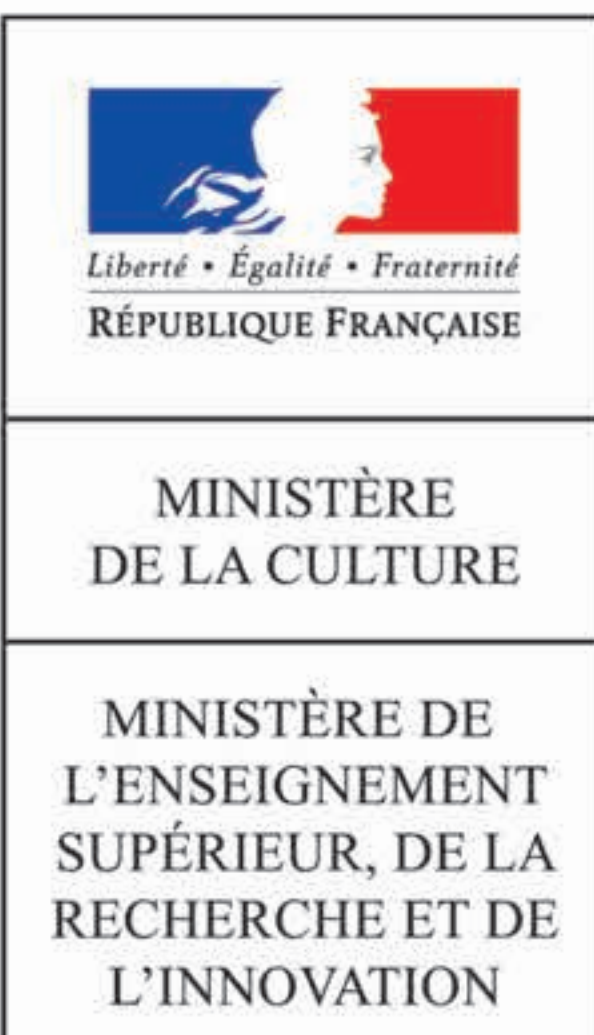 Liberté • Égalité • Fraternité
RÉPUBLIQUE FRANÇAISE
MINISTÈRE
DE LA CULTURE
MINISTÈRE DE
L’ENSEIGNEMENT
SUPÉRIEUR, DE LA
RECHERCHE ET DE
L’INNOVATION